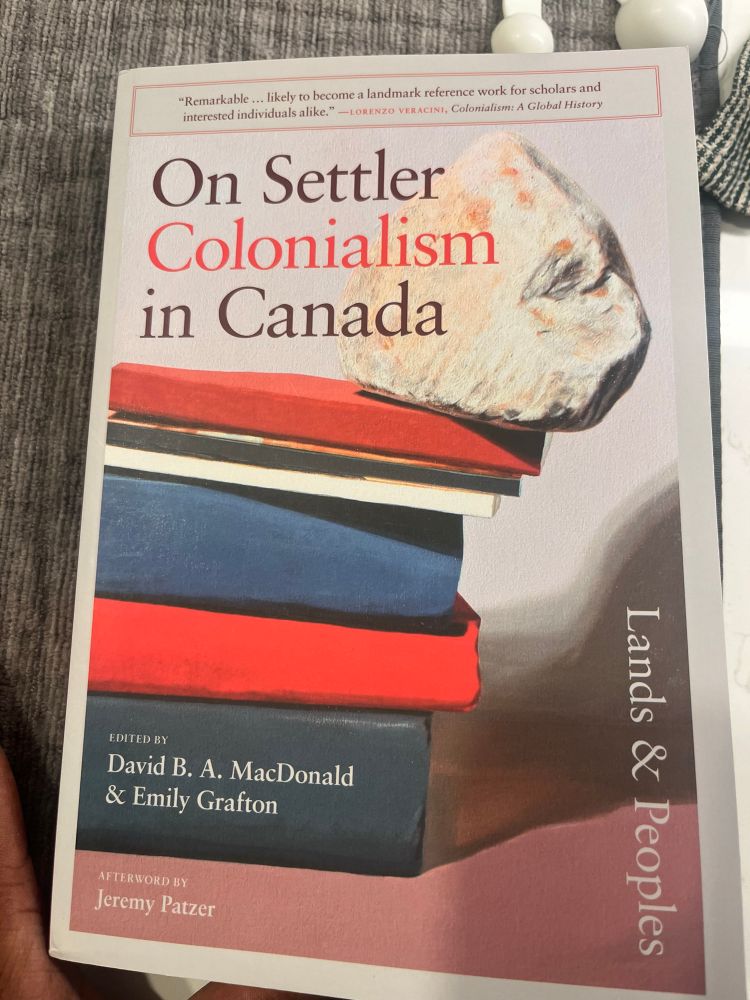 “Remarkable ... likely to become a landmark reference work for scholars and
interested individuals alike.” —LORENZO VERACINI, Colonialism: A Global History
On Settler
Colonialism
in Canada
Lands & Peoples
EDITED BY
David B. A. MacDonald
& Emily Grafton
AFTERWORD BY
Jeremy Patzer